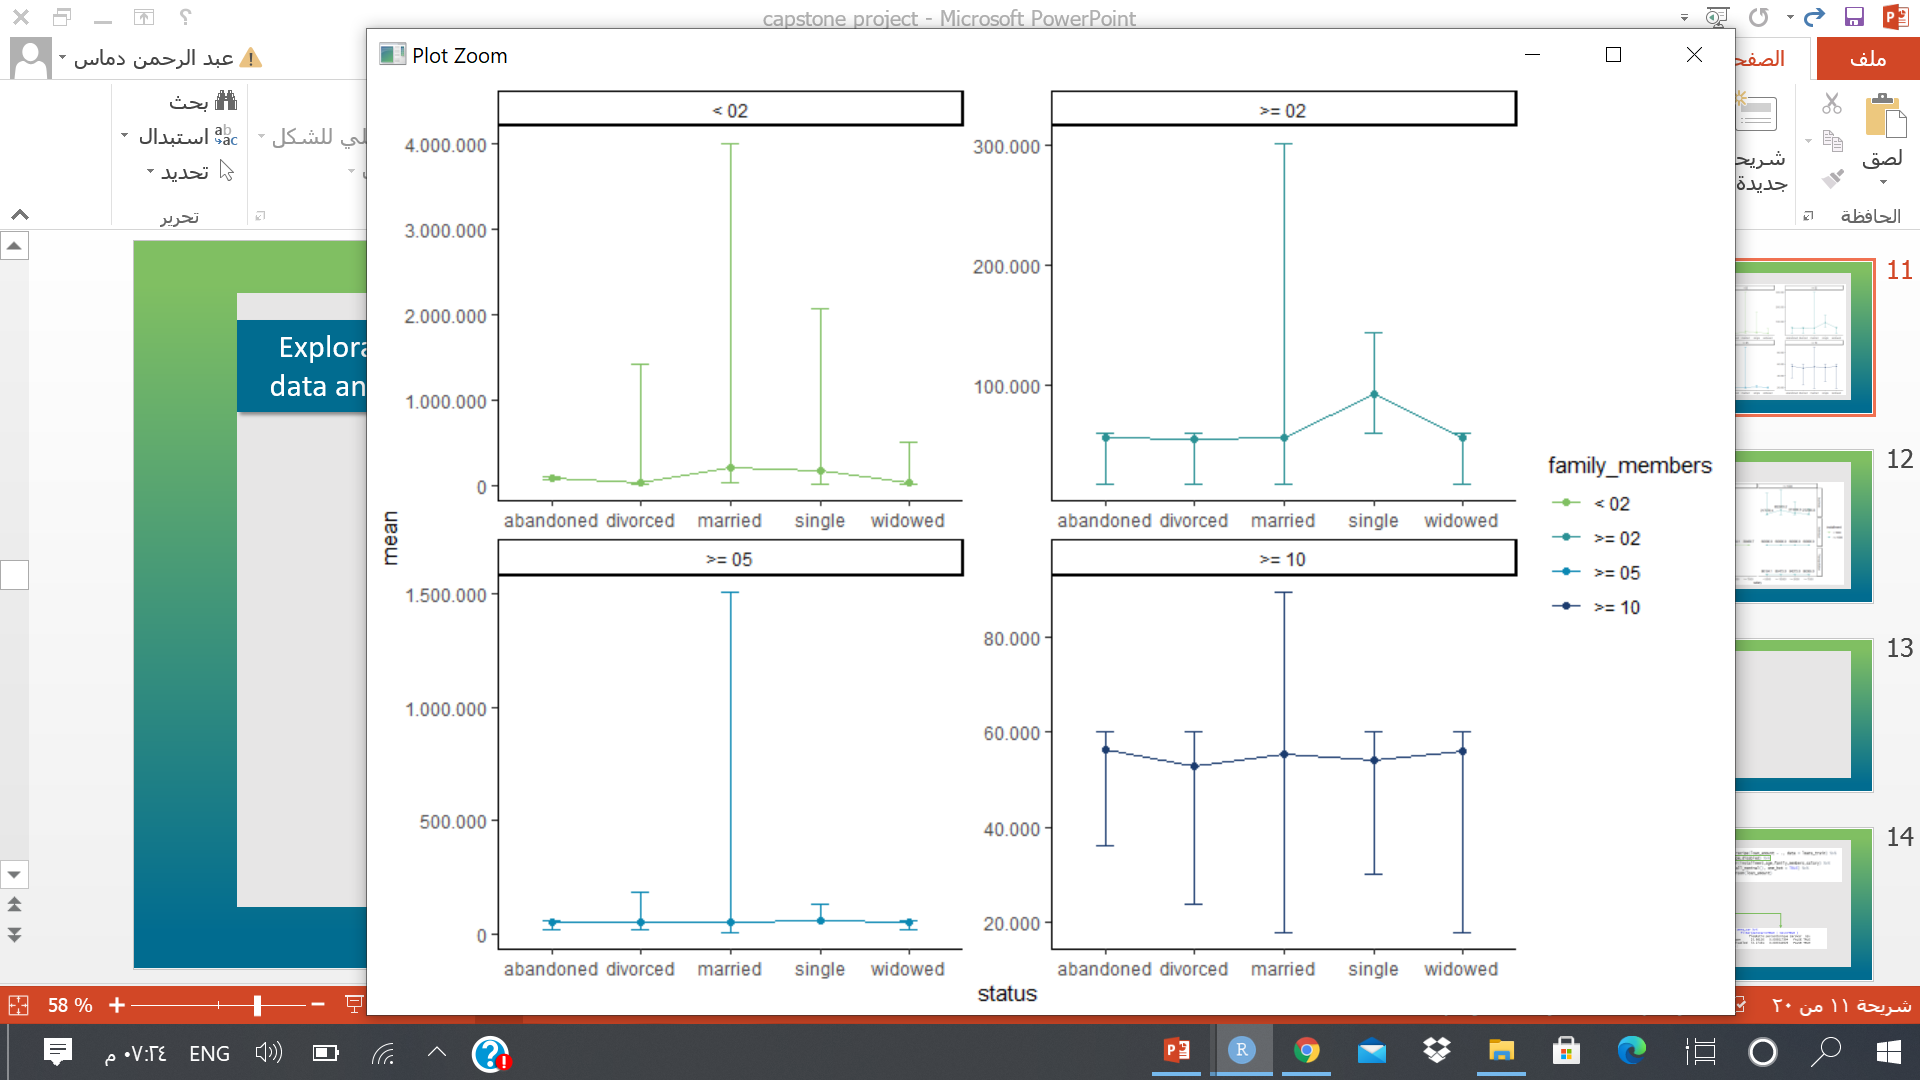 capstone project - Microsoft PowerPoint
عبد الرحمن دماس
ملف
الصفح
بحث
استبدال
تحديد
تحرير
لي للشكل
لصق
شريح
جديدة
الحافظة
Plot Zoom
< 02
4.000.000
3.000.000
2.000.000
1.000.000
0
abandoned divorced married single widowed
>= 02
300.000
200.000
100.000
abandoned divorced married single widowed
>= 05
1.500.000
1.000.000
500.000
0
abandoned divorced married single widowed
>= 10
80.000
60.000
40.000
20.000
abandoned divorced married single widowed
mean
status
family_members
< 02
>= 02
>= 05
>= 10
Explora
data an
11
12
13
14
58 %
شريحة ١١ من ٢٠
٠٧:٢٤ م
ENG